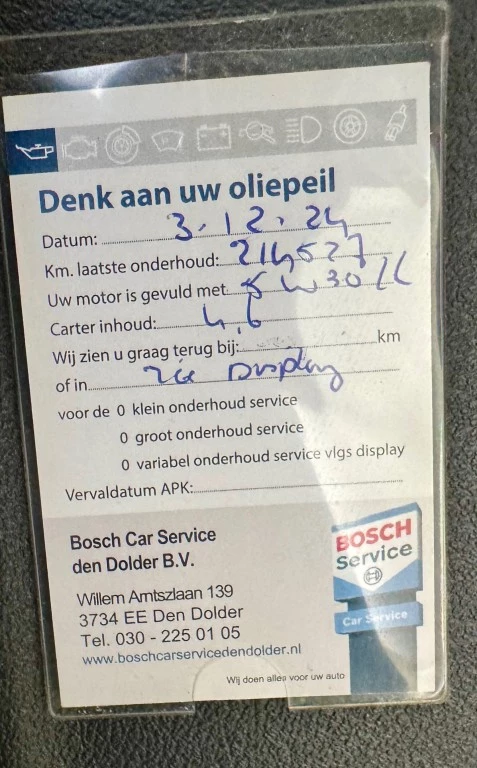 Denk aan uw oliepeil
Datum: 3.12.24
Km. laatste onderhoud: 214527
Uw motor is gevuld met 5W30 LL
Carter inhoud: 4,6
Wij zien u graag terug bij: km
of in Zie Display
voor de 0 klein onderhoud service
0 groot onderhoud service
0 variabel onderhoud service vlgs display
Vervaldatum APK:
Bosch Car Service
den Dolder B.V.
Willem Arntszlaan 139
3734 EE Den Dolder
Tel. 030 - 225 01 05
www.boschcarservicedendolder.nl
BOSCH
Service
Car Service
Wij doen alles voor uw auto